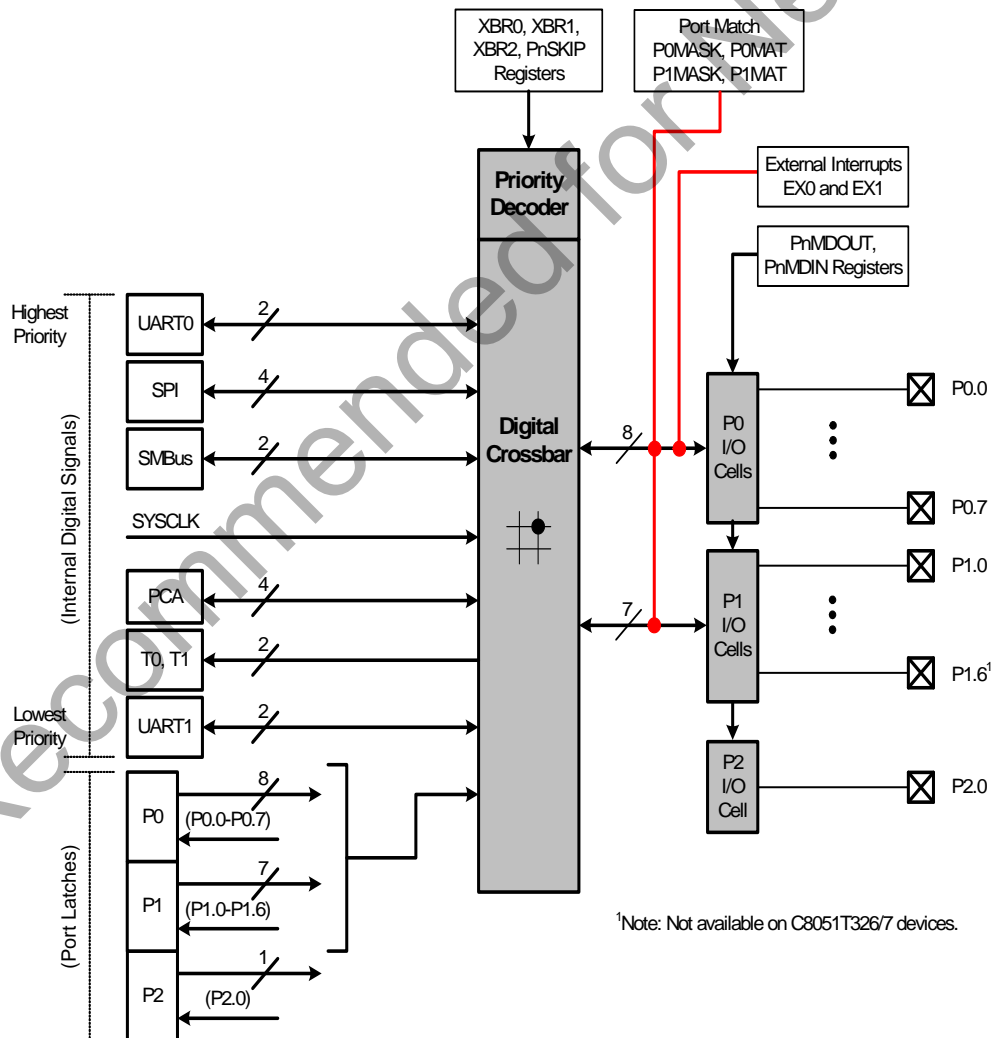 XBR0, XBR1,
XBR2, PnSKIP
Registers
Port Match
P0MASK, P0MAT
P1MASK, P1MAT
External Interrupts
EX0 and EX1
Priority
Decoder
PnMDOUT,
PnMDIN Registers
Highest
Priority
(Internal Digital Signals)
UART0
2
SPI
4
SMBus
2
SYSCLK
PCA
4
T0, T1
2
Lowest
Priority
UART1
2
Digital
Crossbar
8
P0
I/O
Cells
P0.0
P0.7
7
P1
I/O
Cells
P1.0
P1.6¹
P2
I/O
Cell
P2.0
(Port Latches)
P0
8
(P0.0-P0.7)
P1
7
(P1.0-P1.6)
P2
1
(P2.0)
¹Note: Not available on C8051T326/7 devices.
Recommended for Ne